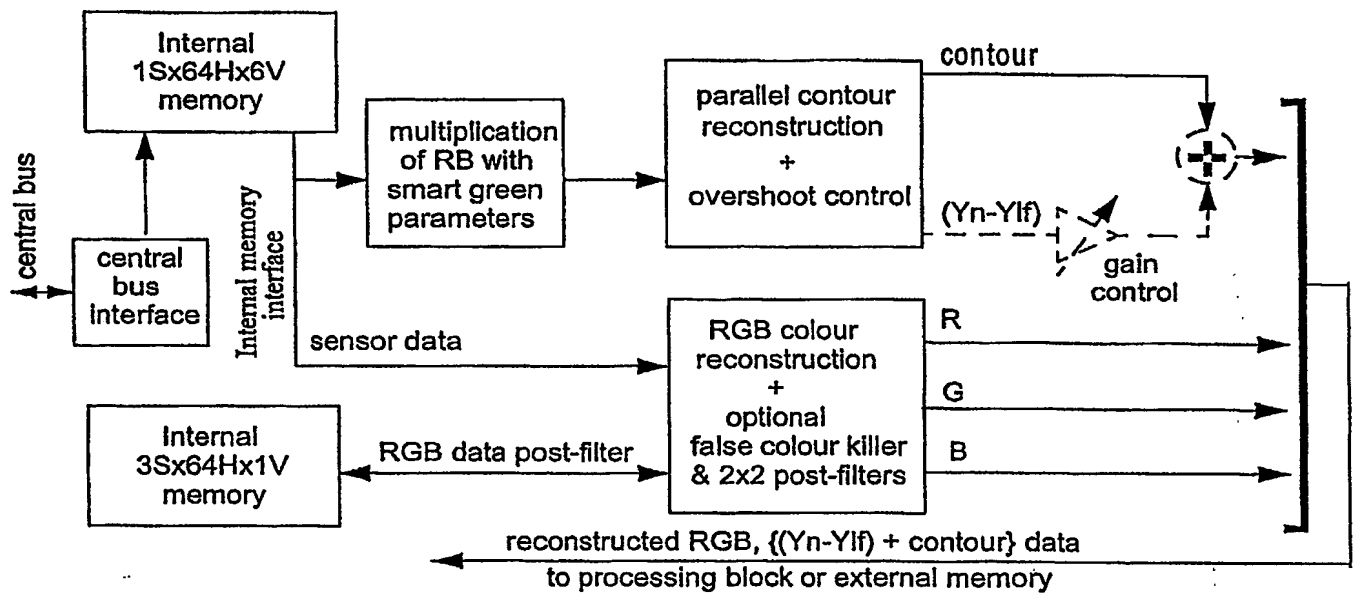 Internal
1Sx64Hx6V
memory
central bus
central
bus
interface
Internal memory
interface
multiplication
of RB with
smart green
parameters
parallel contour
reconstruction
+
overshoot control
contour
+
(Yn-Ylf)
gain
control
sensor data
RGB colour
reconstruction
+
optional
false colour killer
& 2x2 post-filters
R
G
B
Internal
3Sx64Hx1V
memory
RGB data post-filter
reconstructed RGB, {(Yn-Ylf) + contour} data
to processing block or external memory